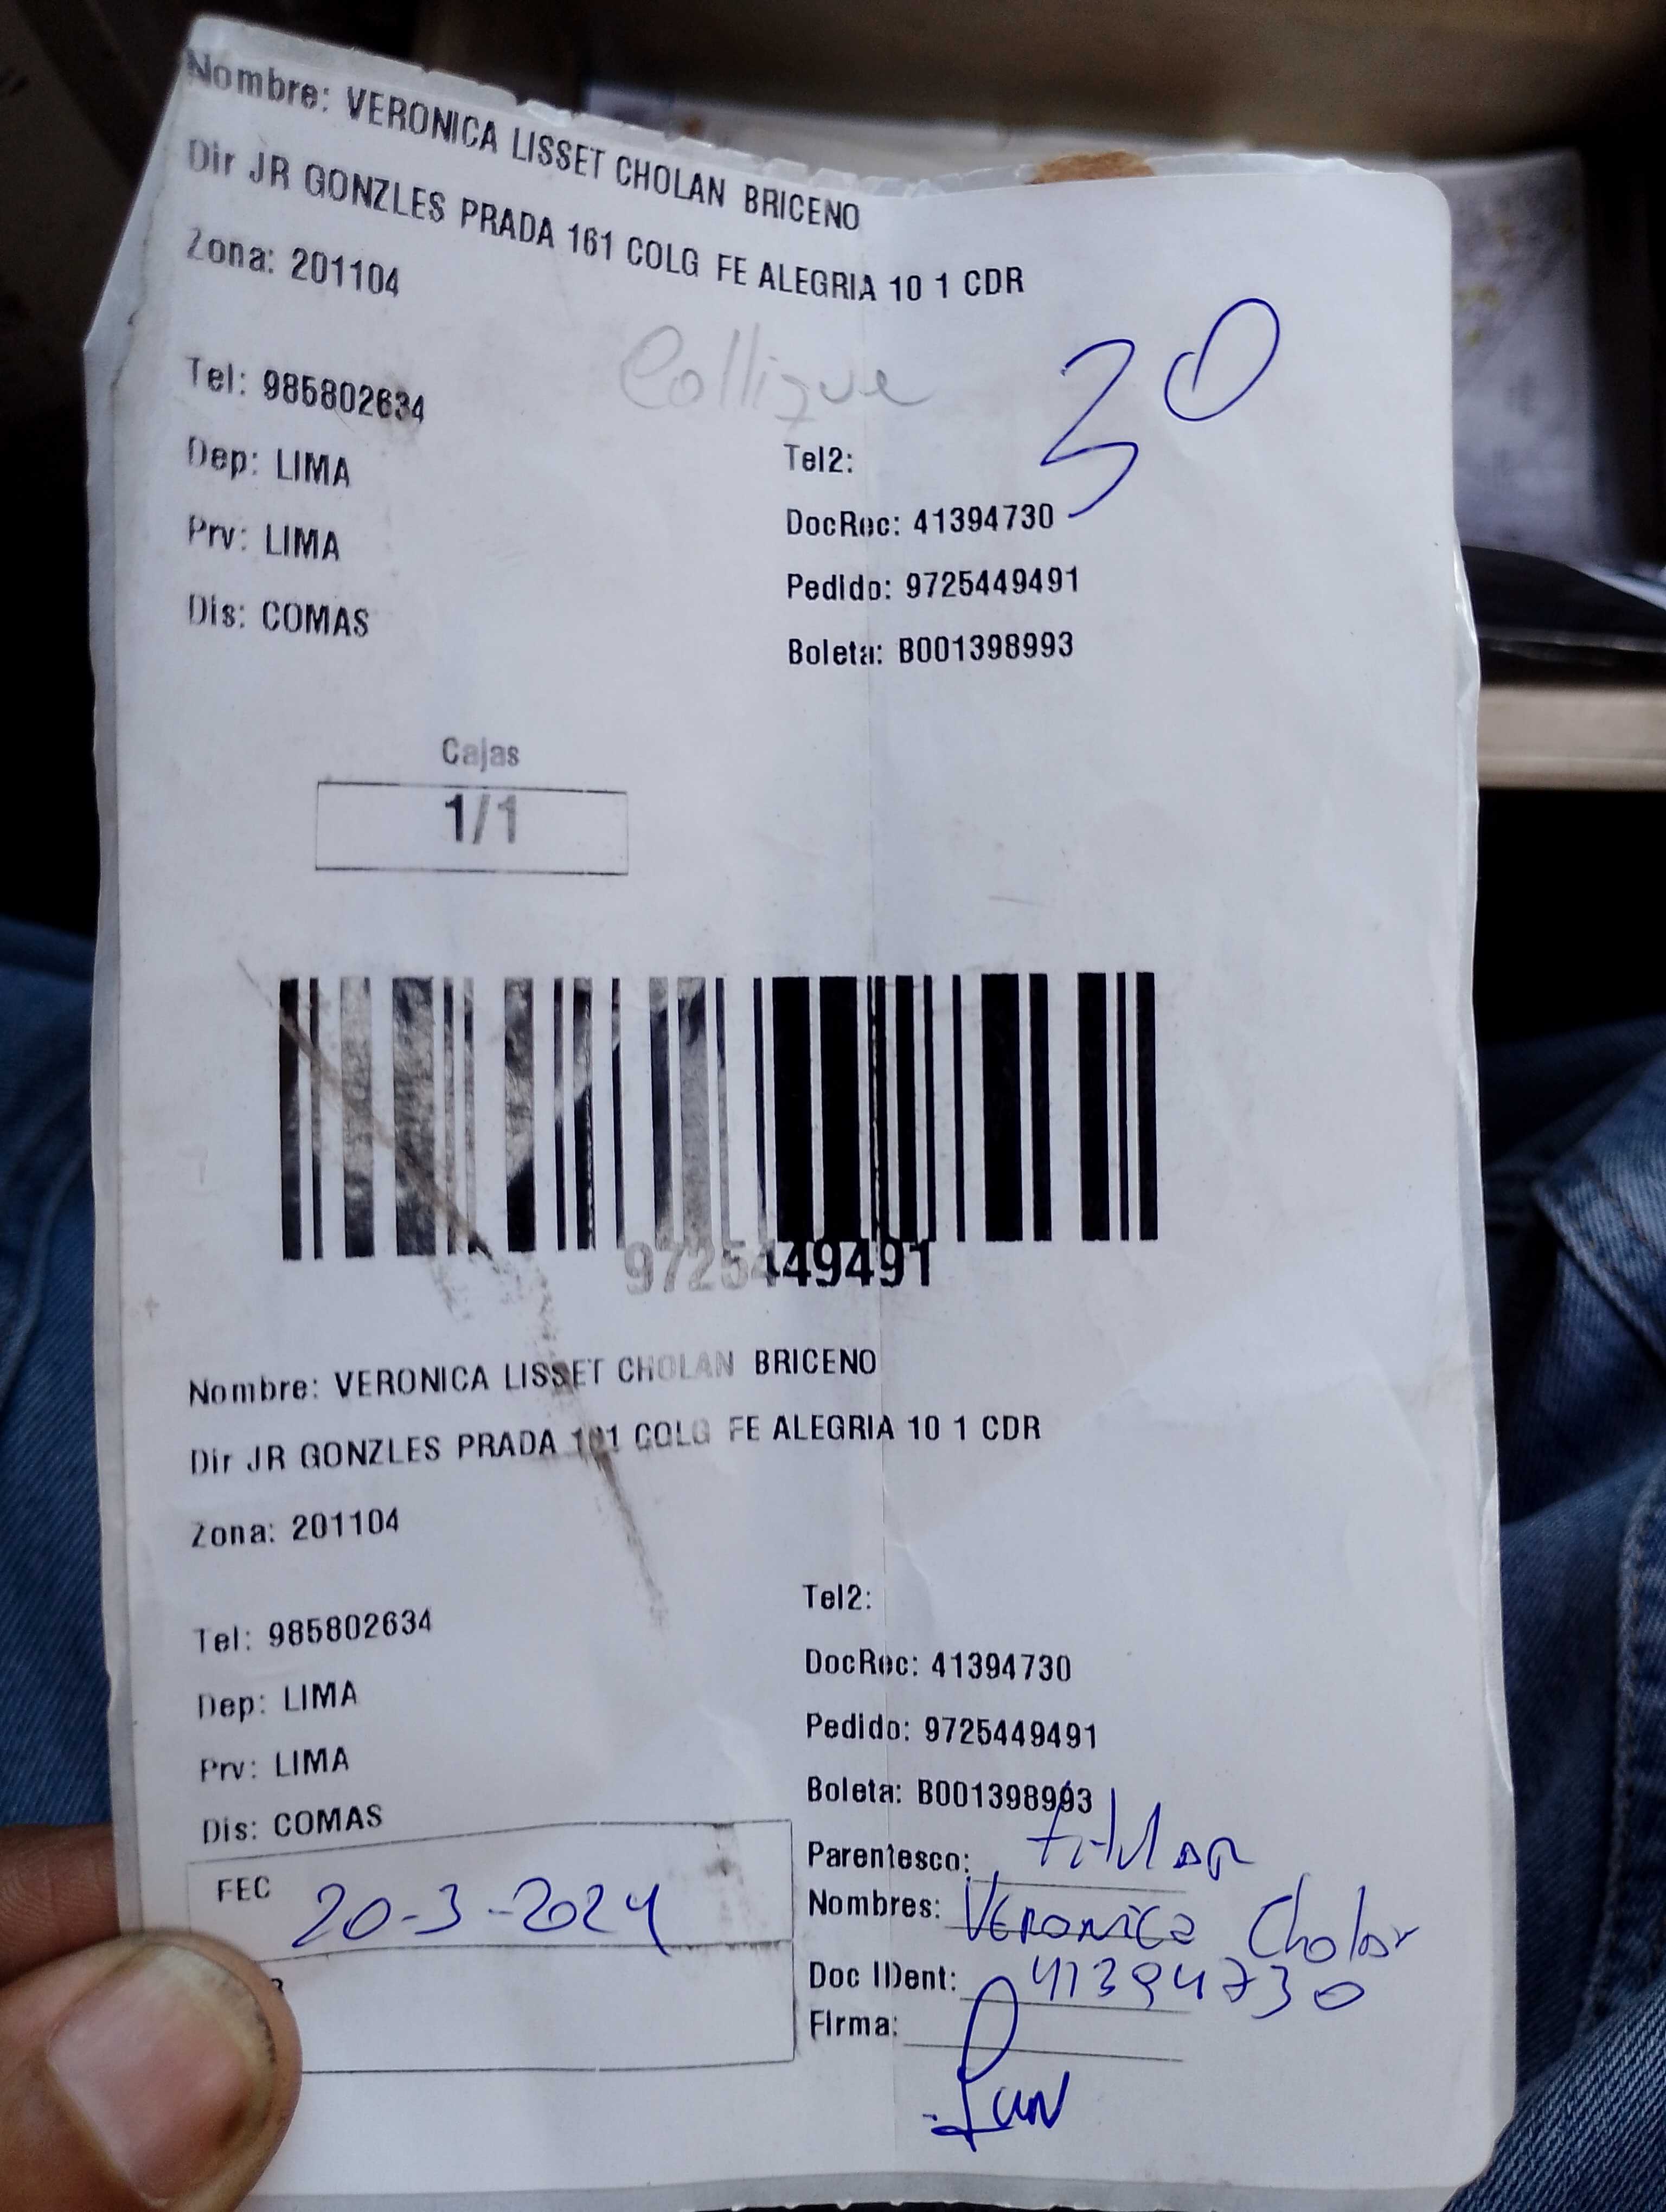 Nombre: VERONICA LISSET CHOLAN BRICENO
Dir JR GONZLES PRADA 161 COLG FE ALEGRIA 10 1 CDR
Zona: 201104
Collique
30
Tel: 985802634
Tel2:
Dep: LIMA
DocRec: 41394730
Prv: LIMA
Pedido: 9725449491
Dis: COMAS
Boleta: B001398993
Cajas
1/1
9725449491
Nombre: VERONICA LISSET CHOLAN BRICENO
Dir JR GONZLES PRADA 161 COLG FE ALEGRIA 10 1 CDR
Zona: 201104
Tel: 985802634
Tel2:
DocRec: 41394730
Dep: LIMA
Pedido: 9725449491
Prv: LIMA
Boleta: B001398993
Dis: COMAS
Parentesco: titular
FEC 20-3-2024
Nombres: Veronica Cholan
Doc IDent: 41394730
Firma: